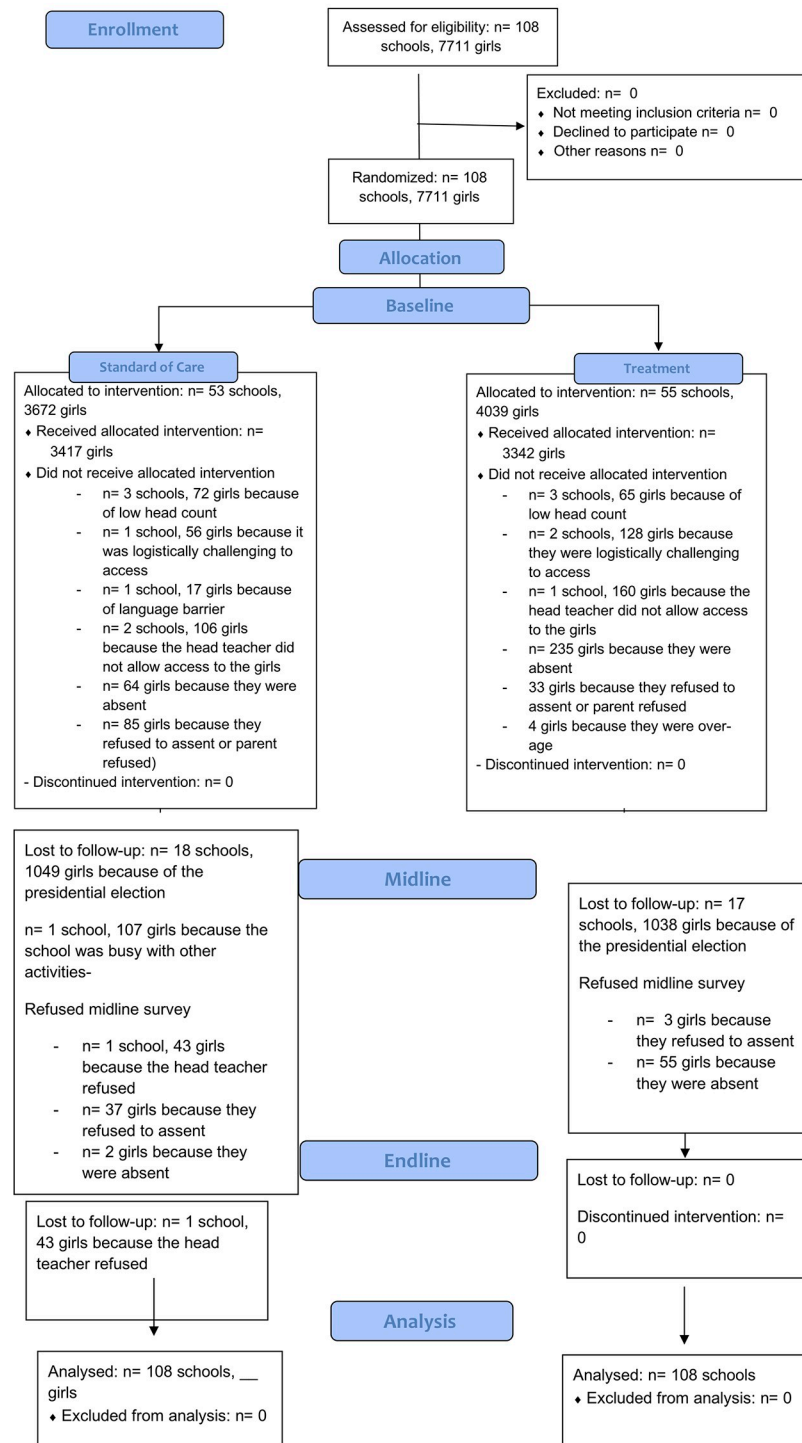 Enrollment
Assessed for eligibility: n= 108
schools, 7711 girls
Excluded: n=  0
♦ Not meeting inclusion criteria n=  0
♦ Declined to participate n=  0
♦ Other reasons n=  0
Randomized: n= 108
schools, 7711 girls
Allocation
Baseline
Standard of Care
Allocated to intervention: n= 53 schools,
3672 girls
♦ Received allocated intervention: n=
3417 girls
♦ Did not receive allocated intervention
- n= 3 schools, 72 girls because
of low head count
- n= 1 school, 56 girls because it
was logistically challenging to
access
- n= 1 school, 17 girls because
of language barrier
- n= 2 schools, 106 girls
because the head teacher did
not allow access to the girls
- n= 64 girls because they were
absent
- n= 85 girls because they
refused to assent or parent
refused)
- Discontinued intervention: n= 0
Treatment
Allocated to intervention: n= 55 schools,
4039 girls
♦ Received allocated intervention: n=
3342 girls
♦ Did not receive allocated intervention
- n= 3 schools, 65 girls because of
low head count
- n= 2 schools, 128 girls because
they were logistically challenging
to access
- n= 1 school, 160 girls because the
head teacher did not allow access
to the girls
- n= 235 girls because they were
absent
- 33 girls because they refused to
assent or parent refused
- 4 girls because they were over-
age
- Discontinued intervention: n= 0
Midline
Lost to follow-up: n= 18 schools,
1049 girls because of the
presidential election
n= 1 school, 107 girls because the
school was busy with other
activities-
Refused midline survey
- n= 1 school, 43 girls
because the head teacher
refused
- n= 37 girls because they
refused to assent
- n= 2 girls because they
were absent
Lost to follow-up: n= 17
schools, 1038 girls because of
the presidential election
Refused midline survey
- n=  3 girls because
they refused to assent
- n= 55 girls because
they were absent
Endline
Lost to follow-up: n= 1 school,
43 girls because the head
teacher refused
Lost to follow-up: n= 0
Discontinued intervention: n=
0
Analysis
Analysed: n= 108 schools, __
girls
♦ Excluded from analysis: n= 0
Analysed: n= 108 schools
♦ Excluded from analysis: n= 0